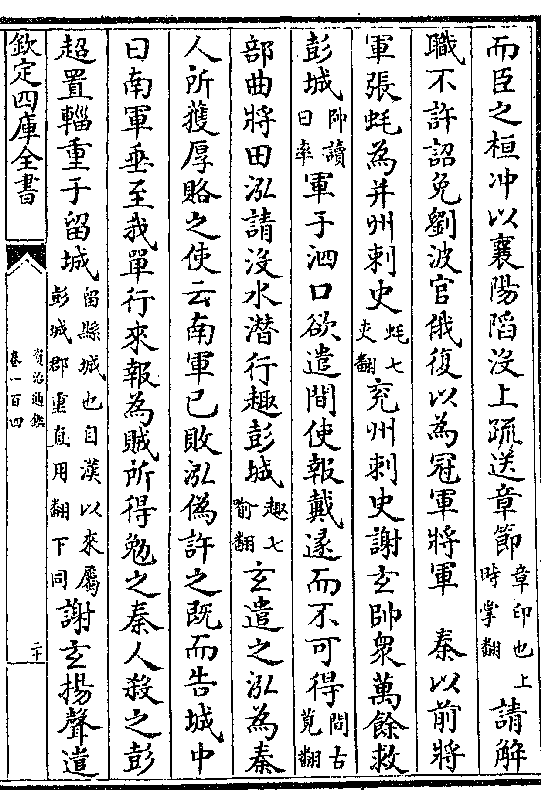 而臣之桓冲以襄陽陷没上疏送章節章印也上時掌翻請解
職不許詔免劉波官俄復以為冠軍將軍　秦以前將
軍張蚝為并州刺史蚝七吏翻兖州刺史謝玄帥衆萬餘救
彭城帥讀曰率軍于泗口欲遣間使報戴逯而不可得間古莧翻
部曲將田泓請没水潛行趣彭城趣七喻翻玄遣之泓為秦
人所獲厚賂之使云南軍已敗泓偽許之既而告城中
曰南軍垂至我單行來報為賊所得勉之秦人殺之彭
超置輜重于留城留縣城也自漢以來屬彭城郡重直用翻下同謝玄揚聲遣
欽定四庫全書
資治通鑑
卷一百四
二十